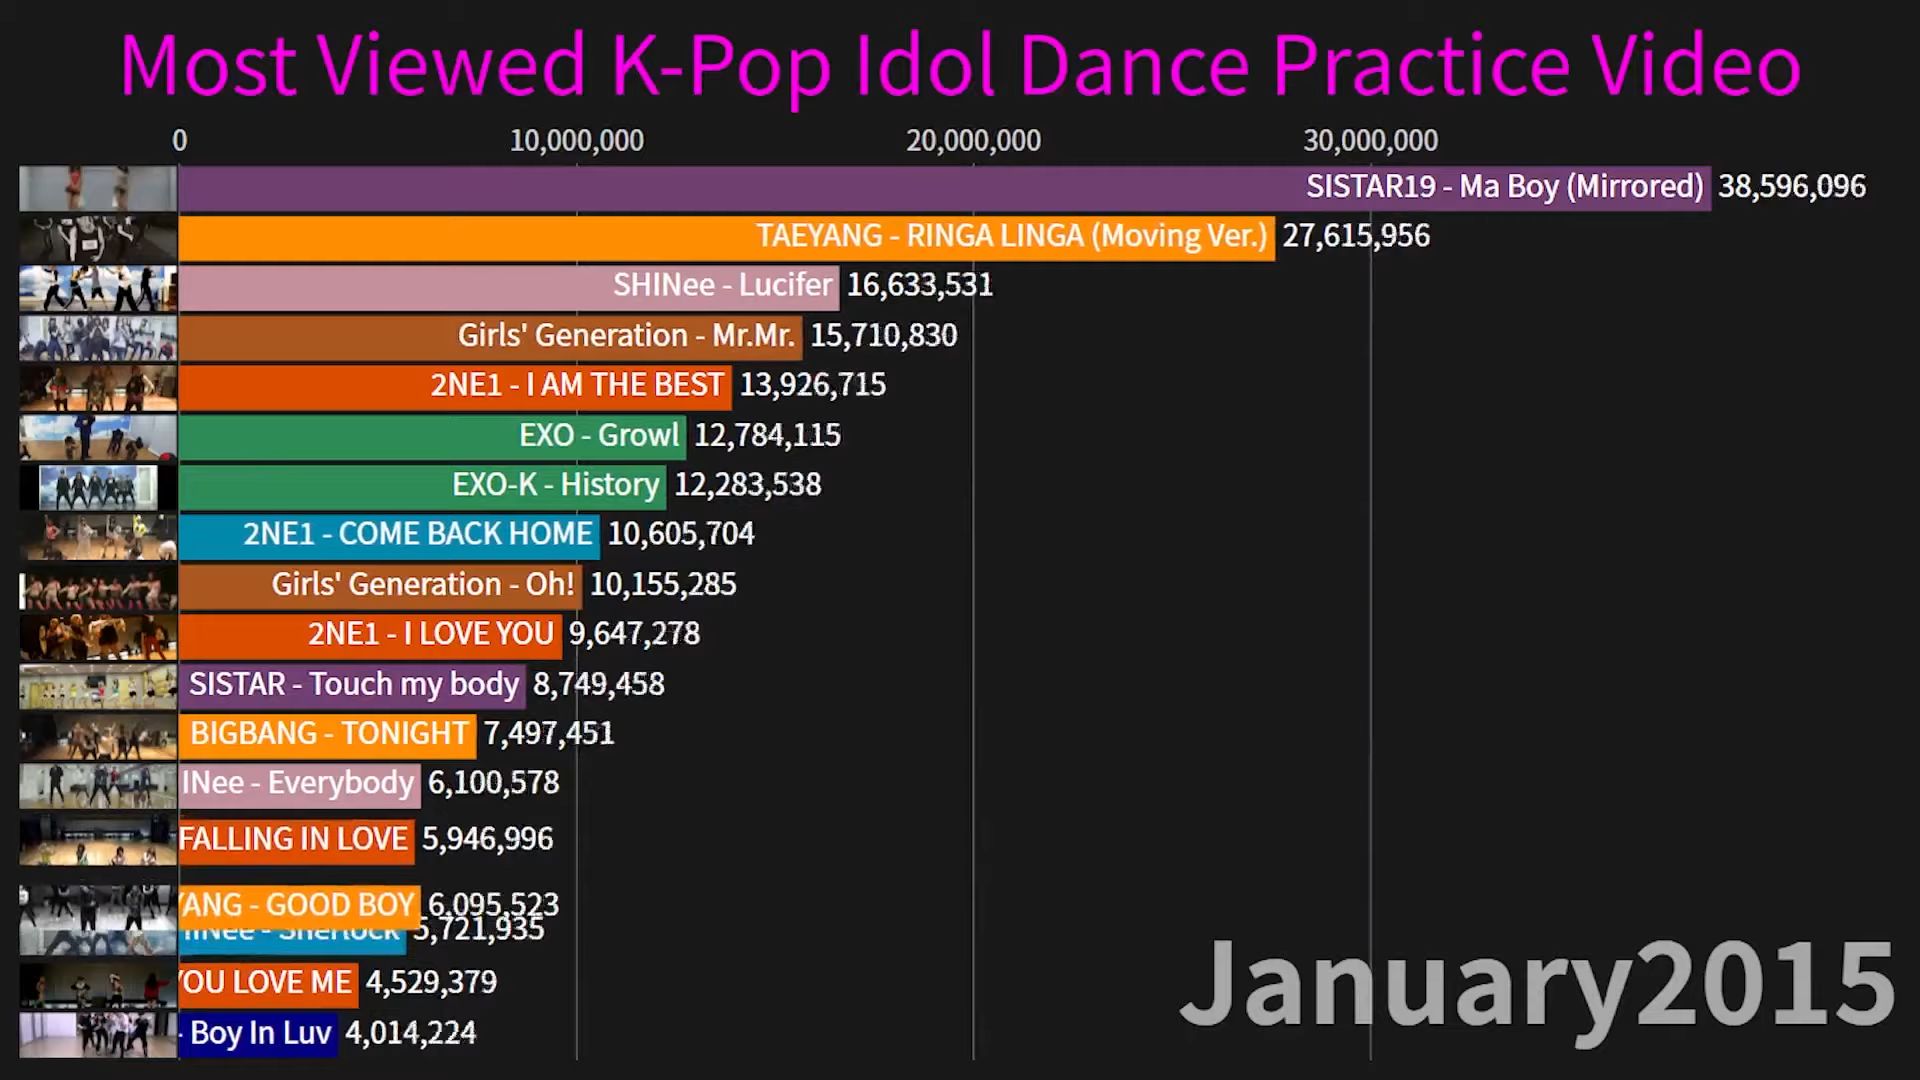 Most Viewed K-Pop Idol Dance Practice Video
0 10,000,000 20,000,000 30,000,000
SISTAR19 - Ma Boy (Mirrored) 38,596,096
TAEYANG - RINGA LINGA (Moving Ver.) 27,615,956
SHINee - Lucifer 16,633,531
Girls' Generation - Mr.Mr. 15,710,830
2NE1 - I AM THE BEST 13,926,715
EXO - Growl 12,784,115
EXO-K - History 12,283,538
2NE1 - COME BACK HOME 10,605,704
Girls' Generation - Oh! 10,155,285
2NE1 - I LOVE YOU 9,647,278
SISTAR - Touch my body 8,749,458
BIGBANG - TONIGHT 7,497,451
INee - Everybody 6,100,578
FALLING IN LOVE 5,946,996
YANG - GOOD BOY 6,095,523
INee - Sherlock 5,721,935
YOU LOVE ME 4,529,379
- Boy In Luv 4,014,224
January2015